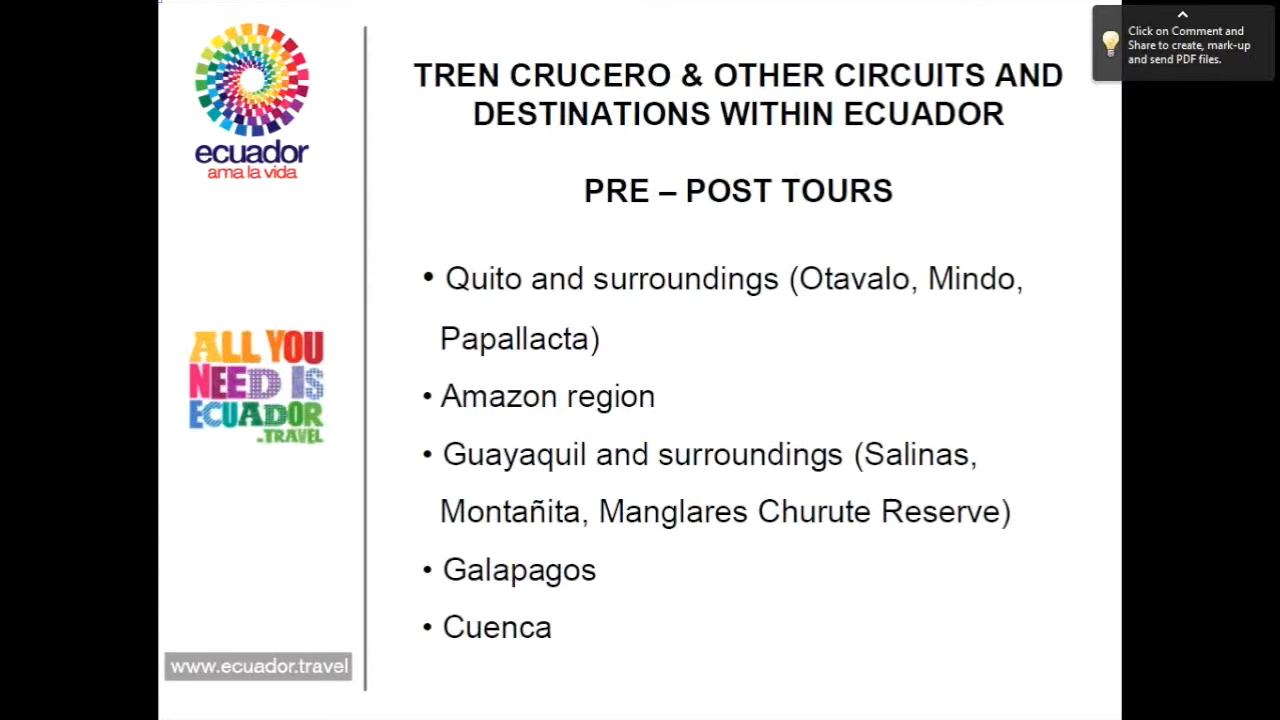 ecuador
ama la vida
ALL YOU
NEED IS
ECUADOR
.TRAVEL
www.ecuador.travel
TREN CRUCERO & OTHER CIRCUITS AND
DESTINATIONS WITHIN ECUADOR
PRE – POST TOURS
• Quito and surroundings (Otavalo, Mindo,
Papallacta)
• Amazon region
• Guayaquil and surroundings (Salinas,
Montañita, Manglares Churute Reserve)
• Galapagos
• Cuenca
Click on Comment and
Share to create, mark-up
and send PDF files.